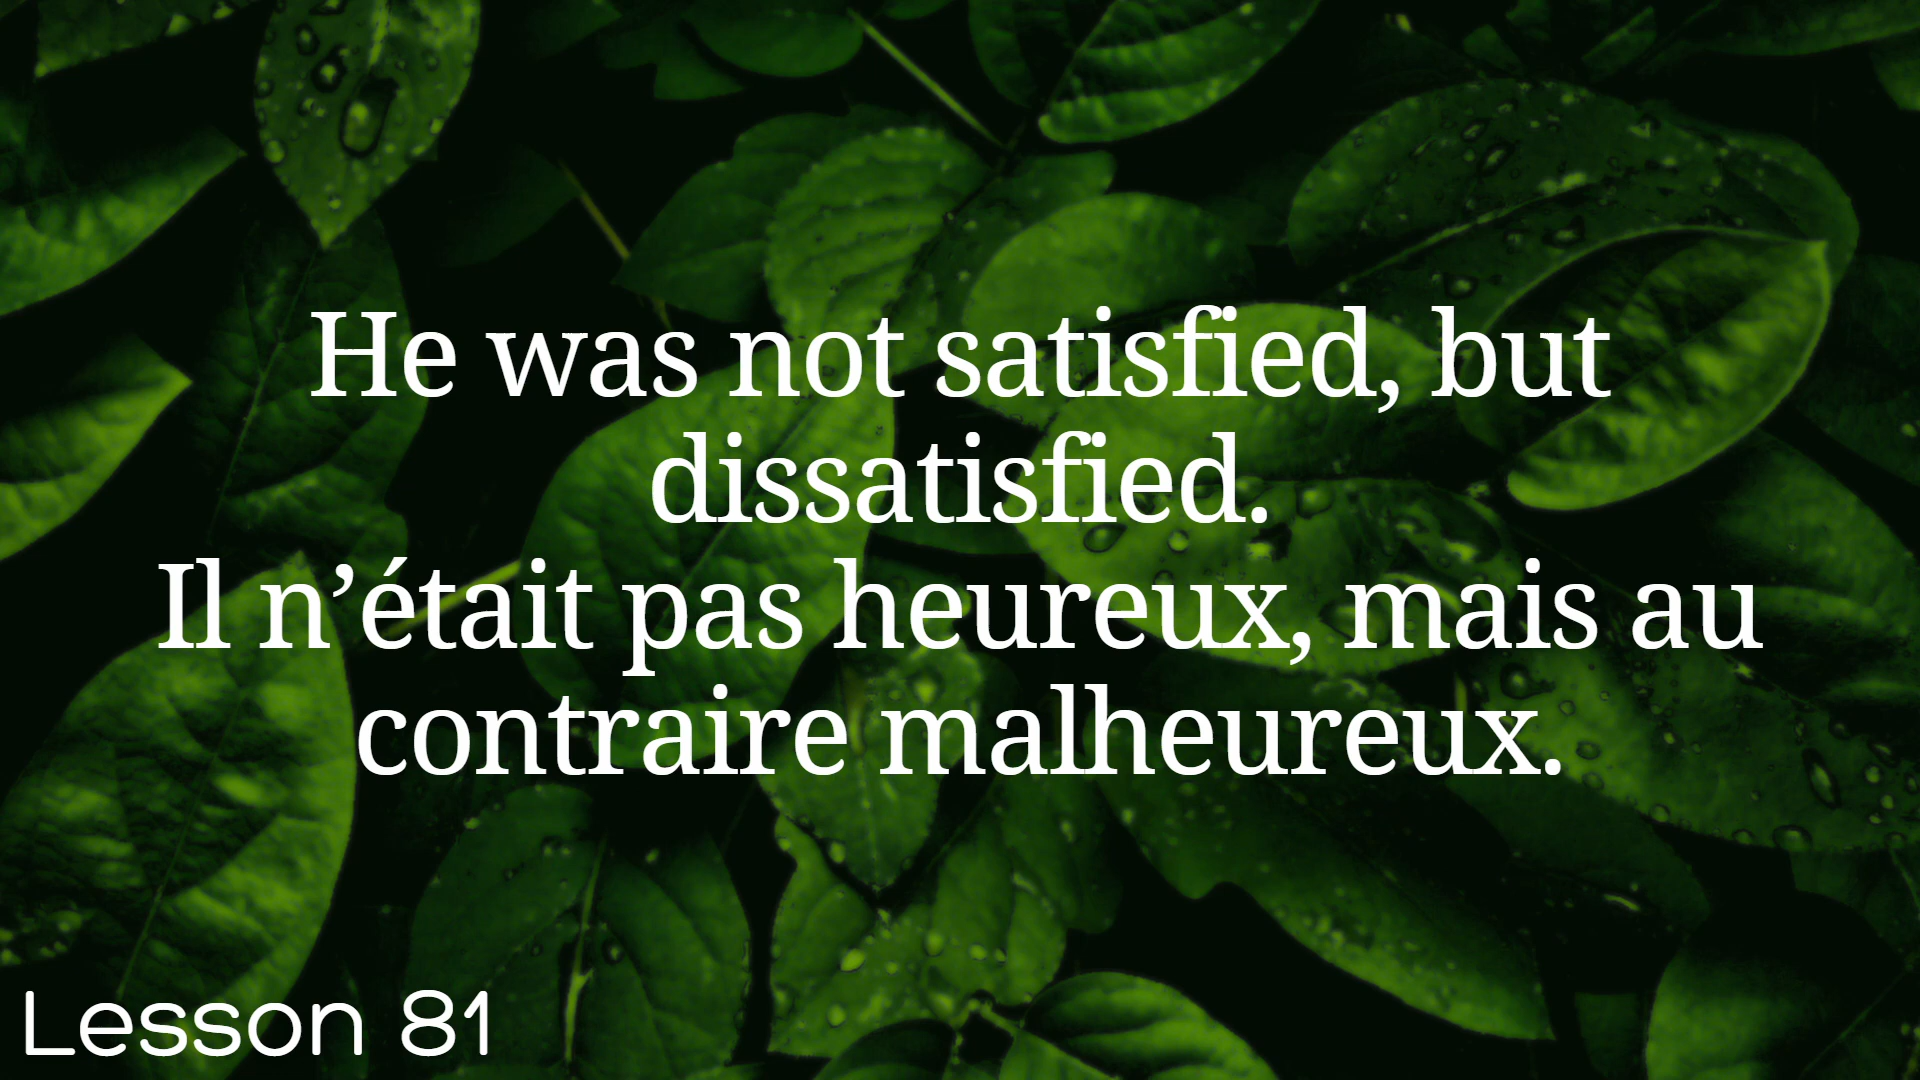 He was not satisfied, but
dissatisfied.
Il n’était pas heureux, mais au
contraire malheureux.
Lesson 81